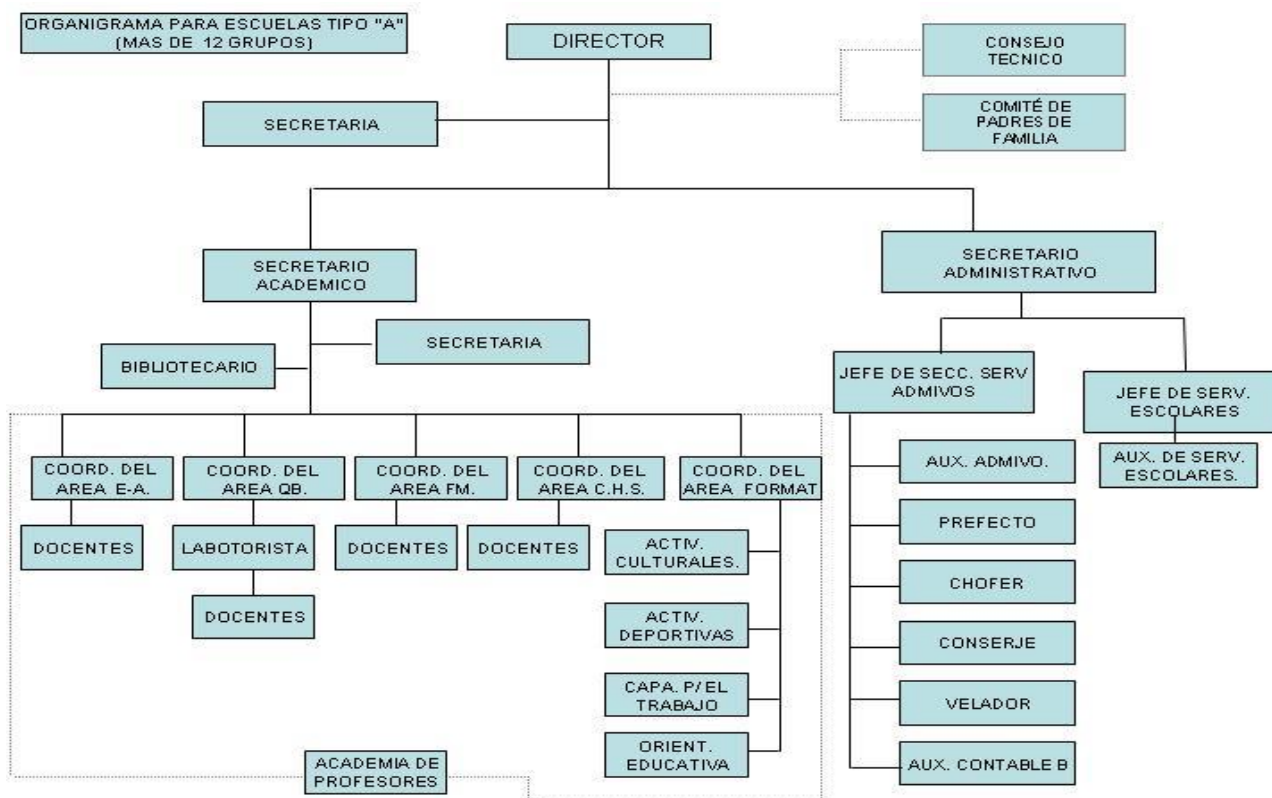 ORGANIGRAMA PARA ESCUELAS TIPO "A"
(MAS DE 12 GRUPOS)
DIRECTOR
CONSEJO
TECNICO
COMITÉ DE
PADRES DE
FAMILIA
SECRETARIA
SECRETARIO
ACADEMICO
SECRETARIO
ADMINISTRATIVO
SECRETARIA
BIBLIOTECARIO
JEFE DE SECC. SERV
ADMIVOS
JEFE DE SERV.
ESCOLARES
AUX. DE SERV.
ESCOLARES.
COORD. DEL
AREA E-A.
COORD. DEL
AREA QB.
COORD. DEL
AREA FM.
COORD. DEL
AREA C.H.S.
COORD. DEL
AREA FORMAT
DOCENTES
LABOTORISTA
DOCENTES
DOCENTES
DOCENTES
ACTIV.
CULTURALES.
ACTIV.
DEPORTIVAS
CAPA. P/EL
TRABAJO
ORIENT.
EDUCATIVA
AUX. ADMIVO.
PREFECTO
CHOFER
CONSERJE
VELADOR
AUX. CONTABLE B
ACADEMIA DE
PROFESORES